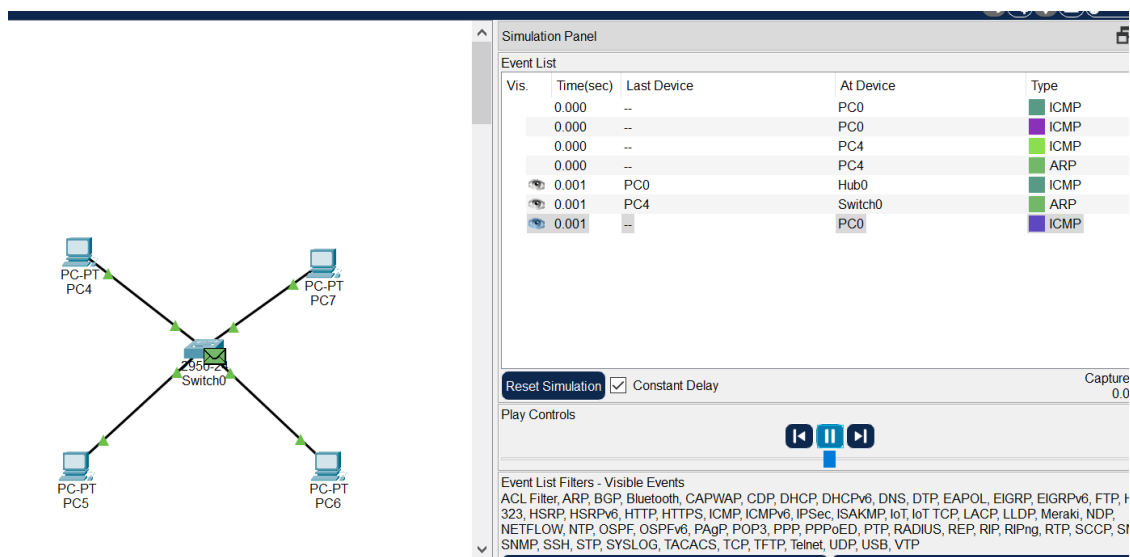 Simulation Panel
Event List
Vis. Time(sec) Last Device At Device Type
0.000 -- PC0 ICMP
0.000 -- PC0 ICMP
0.000 -- PC4 ICMP
0.000 -- PC4 ARP
0.001 PC0 Hub0 ICMP
0.001 PC4 Switch0 ARP
0.001 -- PC0 ICMP
PC-PT
PC4
PC-PT
PC7
Switch0
PC-PT
PC5
PC-PT
PC6
Reset Simulation Constant Delay
Capture
0.0
Play Controls
Event List Filters - Visible Events
ACL Filter, ARP, BGP, Bluetooth, CAPWAP, CDP, DHCP, DHCPv6, DNS, DTP, EAPOL, EIGRP, EIGRPv6, FTP, H
323, HSRP, HSRPv6, HTTP, HTTPS, ICMP, ICMPv6, IPSec, ISAKMP, IoT, IoT TCP, LACP, LLDP, Meraki, NDP,
NETFLOW, NTP, OSPF, OSPFv6, PAgP, POP3, PPP, PPPoED, PTP, RADIUS, REP, RIP, RIPng, RTP, SCCP,
SNMP, SSH, STP, SYSLOG, TACACS, TCP, TFTP, Telnet, UDP, USB, VTP